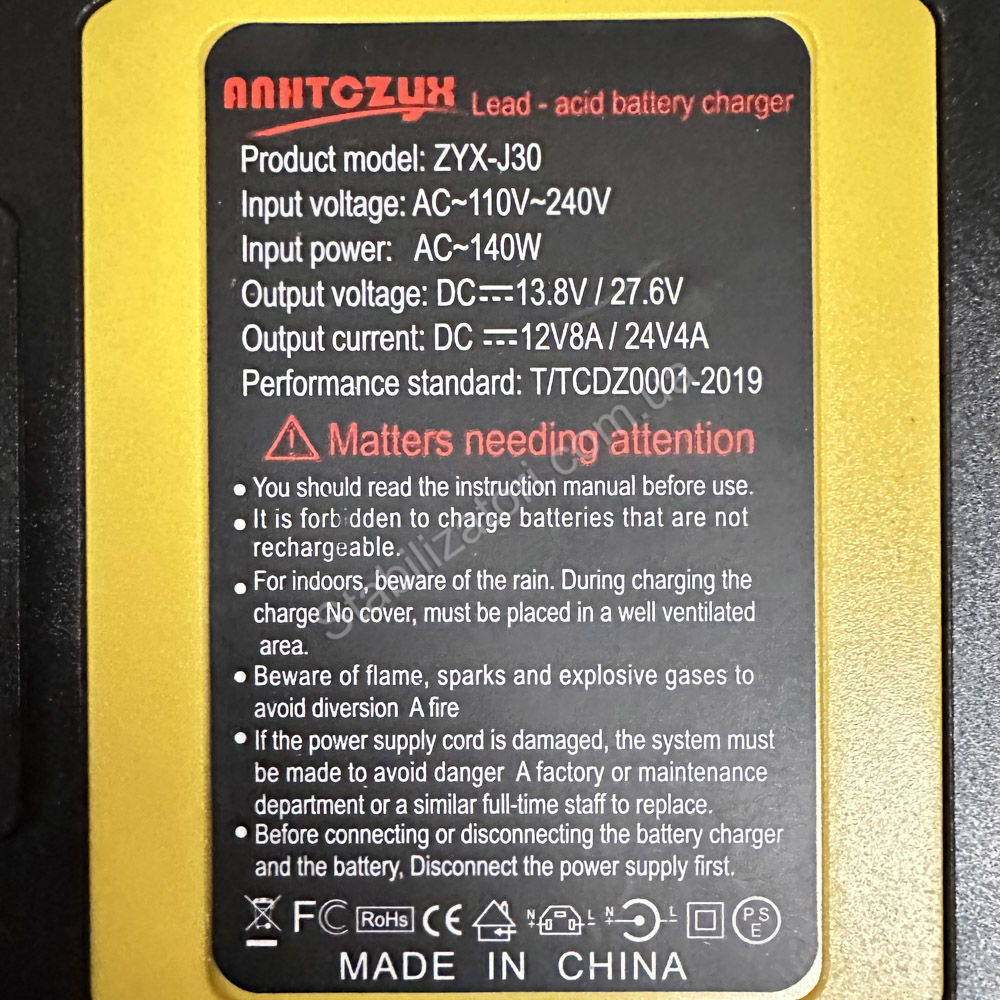 ANHTCZYX Lead - acid battery charger
Product model: ZYX-J30
Input voltage: AC~110V~240V
Input power: AC~140W
Output voltage: DC⎓13.8V / 27.6V
Output current: DC ⎓12V8A / 24V4A
Performance standard: T/TCDZ0001-2019
Matters needing attention
● You should read the instruction manual before use.
● It is forbidden to charge batteries that are not
rechargeable.
● For indoors, beware of the rain. During charging the
charge No cover, must be placed in a well ventilated
area.
● Beware of flame, sparks and explosive gases to
avoid diversion A fire
● If the power supply cord is damaged, the system must
be made to avoid danger A factory or maintenance
department or a similar full-time staff to replace.
● Before connecting or disconnecting the battery charger
and the battery, Disconnect the power supply first.
FC RoHs CE N L N L PS E
MADE IN CHINA
stabilizatori.com.ua